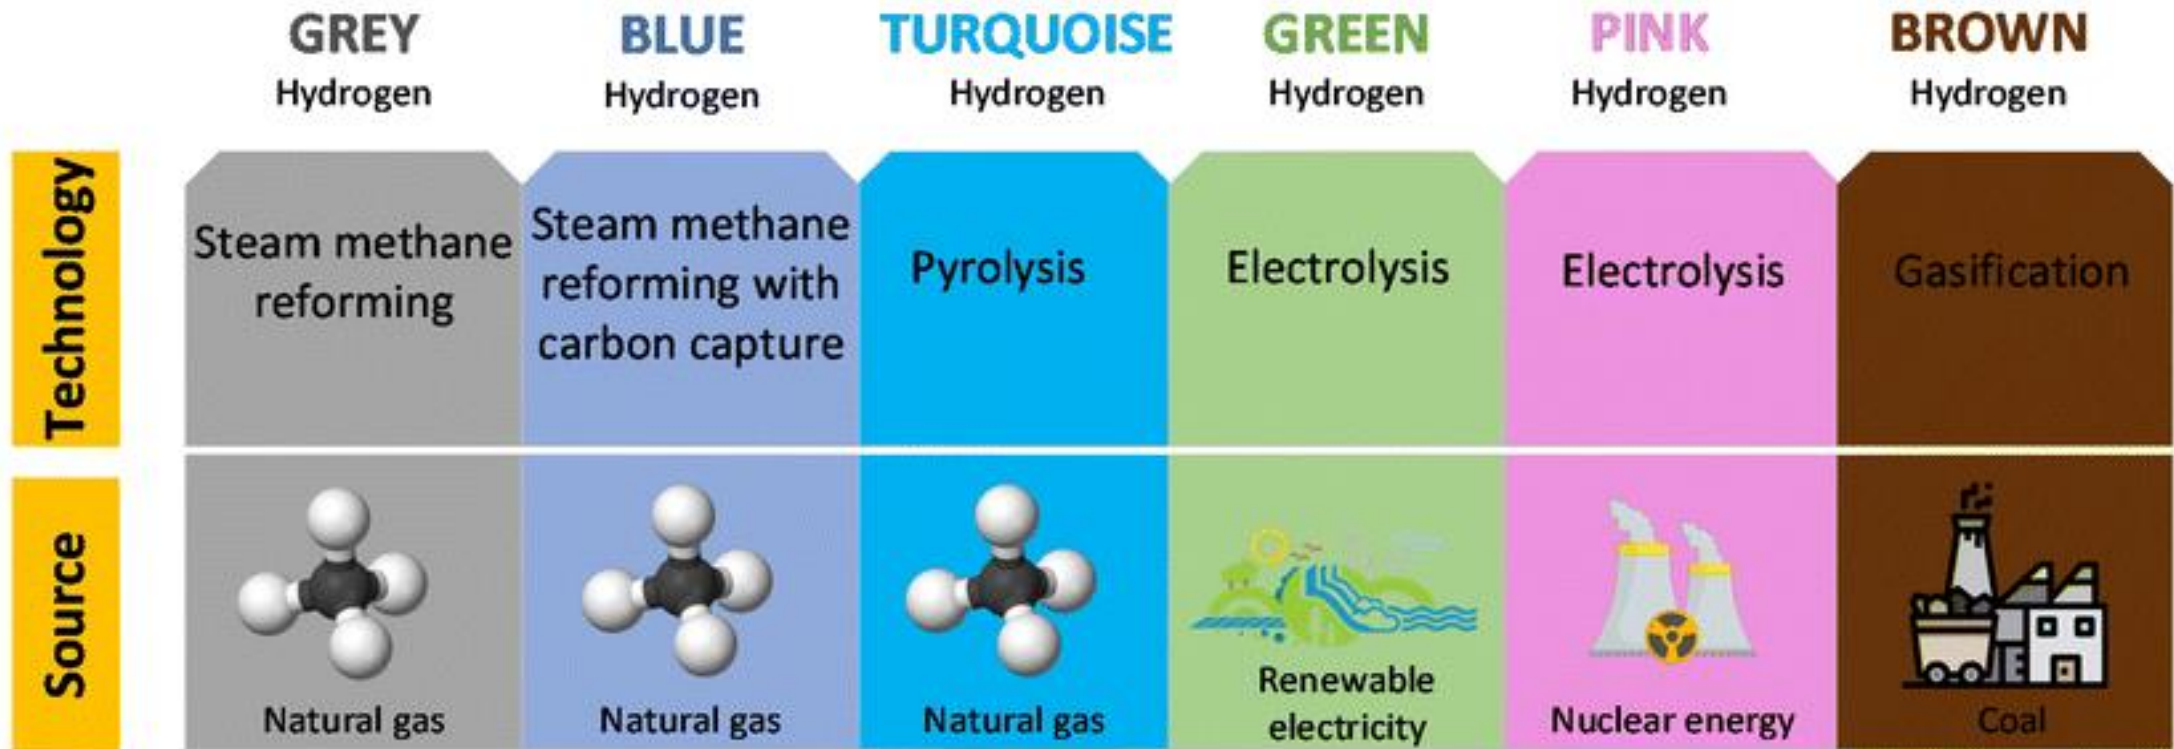 GREY
Hydrogen
BLUE
Hydrogen
TURQUOISE
Hydrogen
GREEN
Hydrogen
PINK
Hydrogen
BROWN
Hydrogen
Technology
Steam methane
reforming
Steam methane
reforming with
carbon capture
Pyrolysis
Electrolysis
Electrolysis
Gasification
Source
Natural gas
Natural gas
Natural gas
Renewable
electricity
Nuclear energy
Coal